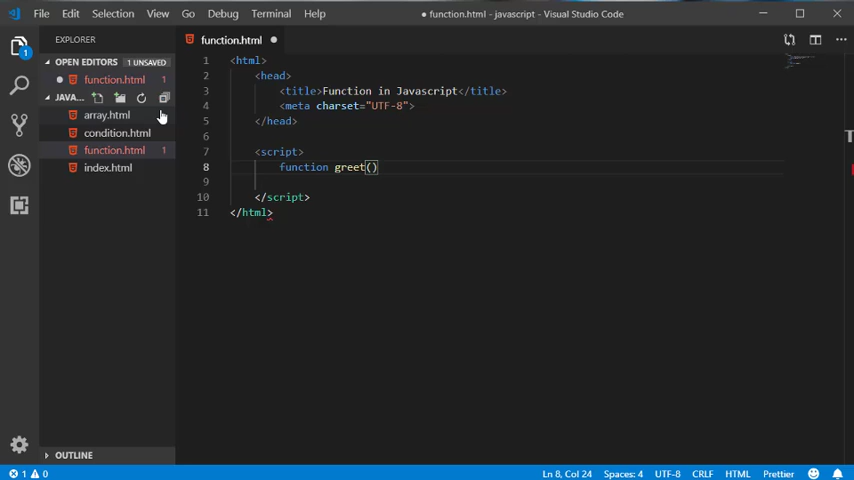 File Edit Selection View Go Debug Terminal Help
● function.html - javascript - Visual Studio Code
EXPLORER
OPEN EDITORS 1 UNSAVED
function.html 1
JAVA...
array.html
condition.html
function.html 1
index.html
OUTLINE
function.html
1 <html>
2 <head>
3 <title>Function in Javascript</title>
4 <meta charset="UTF-8">
5 </head>
6
7 <script>
8 function greet()
9
10 </script>
11 </html>
1
1 0
Ln 8, Col 24 Spaces: 4 UTF-8 CRLF HTML Prettier